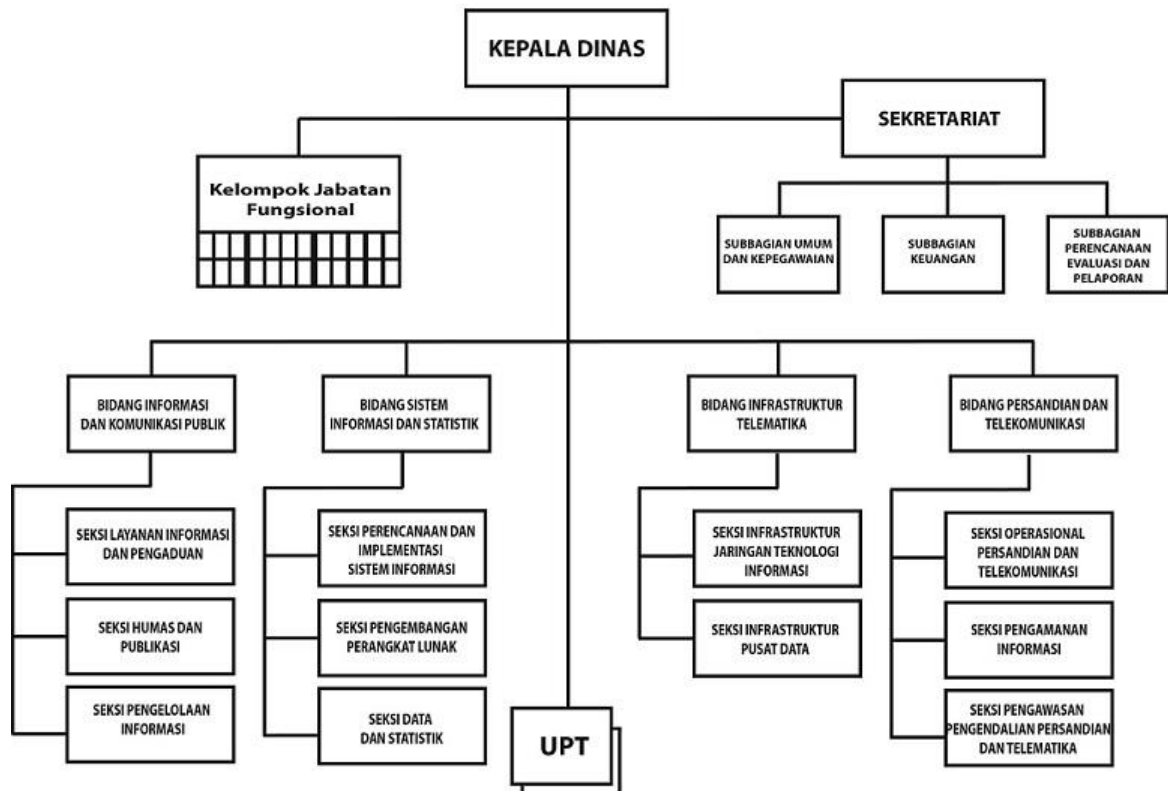 KEPALA DINAS
SEKRETARIAT
Kelompok Jabatan
Fungsional
SUBBAGIAN UMUM
DAN KEPEGAWAIAN
SUBBAGIAN
KEUANGAN
SUBBAGIAN
PERENCANAAN
EVALUASI DAN
PELAPORAN
BIDANG INFORMASI
DAN KOMUNIKASI PUBLIK
BIDANG SISTEM
INFORMASI DAN STATISTIK
BIDANG INFRASTRUKTUR
TELEMATIKA
BIDANG PERSANDIAN DAN
TELEKOMUNIKASI
SEKSI LAYANAN INFORMASI
DAN PENGADUAN
SEKSI HUMAS DAN
PUBLIKASI
SEKSI PENGELOLAAN
INFORMASI
SEKSI PERENCANAAN DAN
IMPLEMENTASI
SISTEM INFORMASI
SEKSI PENGEMBANGAN
PERANGKAT LUNAK
SEKSI DATA
DAN STATISTIK
SEKSI INFRASTRUKTUR
JARINGAN TEKNOLOGI
INFORMASI
SEKSI INFRASTRUKTUR
PUSAT DATA
SEKSI OPERASIONAL
PERSANDIAN DAN
TELEKOMUNIKASI
SEKSI PENGAMANAN
INFORMASI
SEKSI PENGAWASAN
PENGENDALIAN PERSANDIAN
DAN TELEMATIKA
UPT